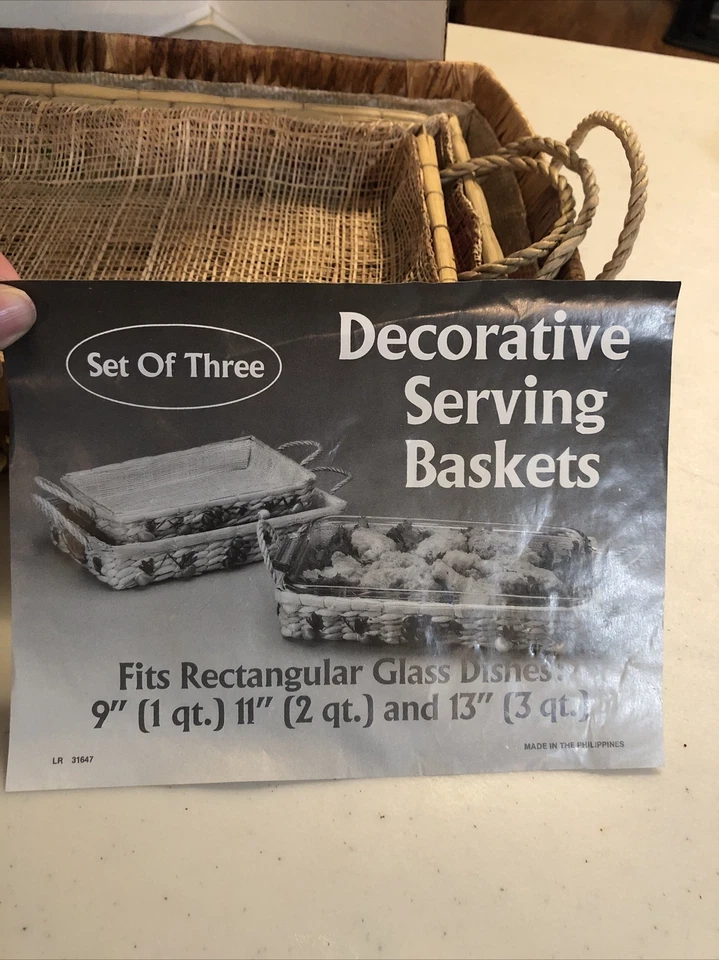 Set Of Three
Decorative
Serving
Baskets
Fits Rectangular Glass Dishes!
9” (1 qt.) 11” (2 qt.) and 13” (3 qt.)
MADE IN THE PHILIPPINES
LR 31647